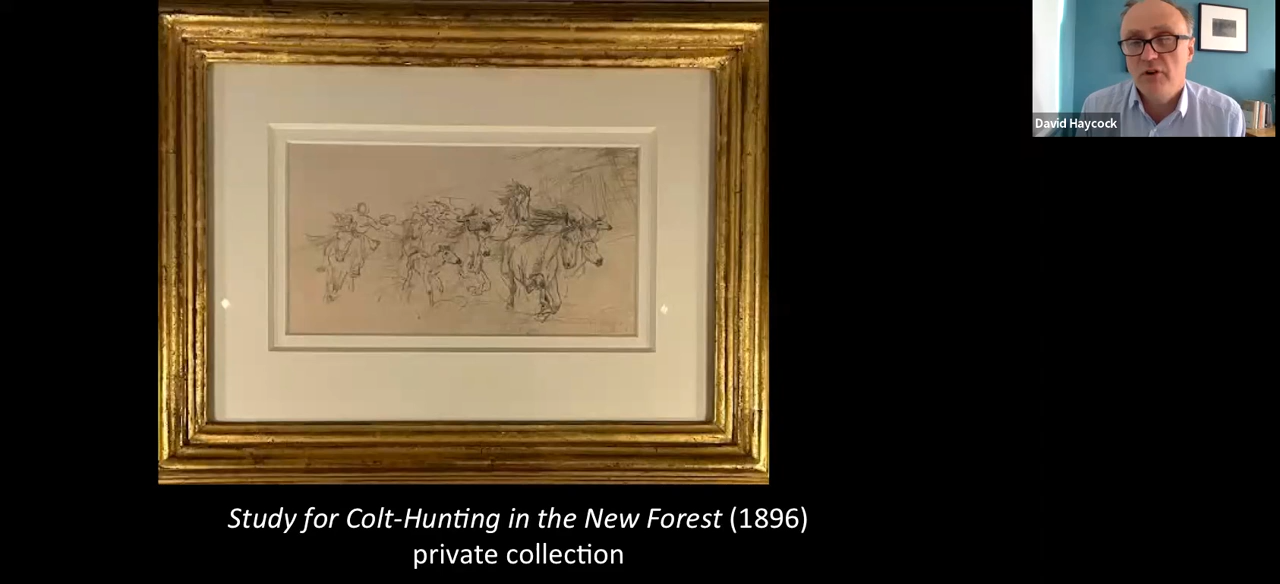 David Haycock
Study for Colt-Hunting in the New Forest (1896)
private collection